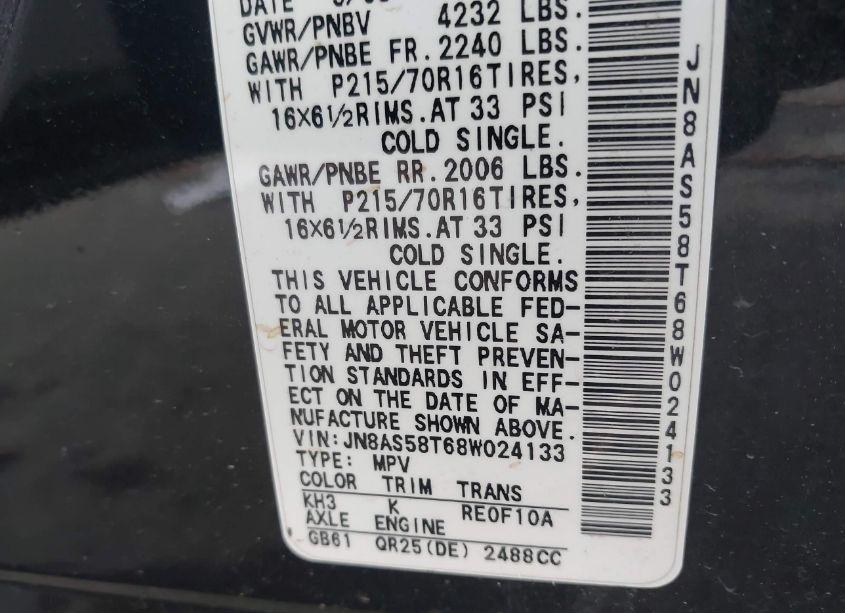 DATE
GVWR/PNBV 4232 LBS.
GAWR/PNBE FR. 2240 LBS.
WITH P215/70R16TIRES,
16X6½RIMS.AT 33 PSI
COLD SINGLE.
GAWR/PNBE RR. 2006 LBS.
WITH P215/70R16TIRES,
16X6½RIMS.AT 33 PSI
COLD SINGLE.
THIS VEHICLE CONFORMS
TO ALL APPLICABLE FED-
ERAL MOTOR VEHICLE SA-
FETY AND THEFT PREVEN-
TION STANDARDS IN EFF-
ECT ON THE DATE OF MA-
NUFACTURE SHOWN ABOVE.
VIN:JN8AS58T68W024133
TYPE: MPV
COLOR TRIM TRANS
KH3 K RE0F10A
AXLE ENGINE
GB61 QR25(DE) 2488CC
JN8AS58T68W024133